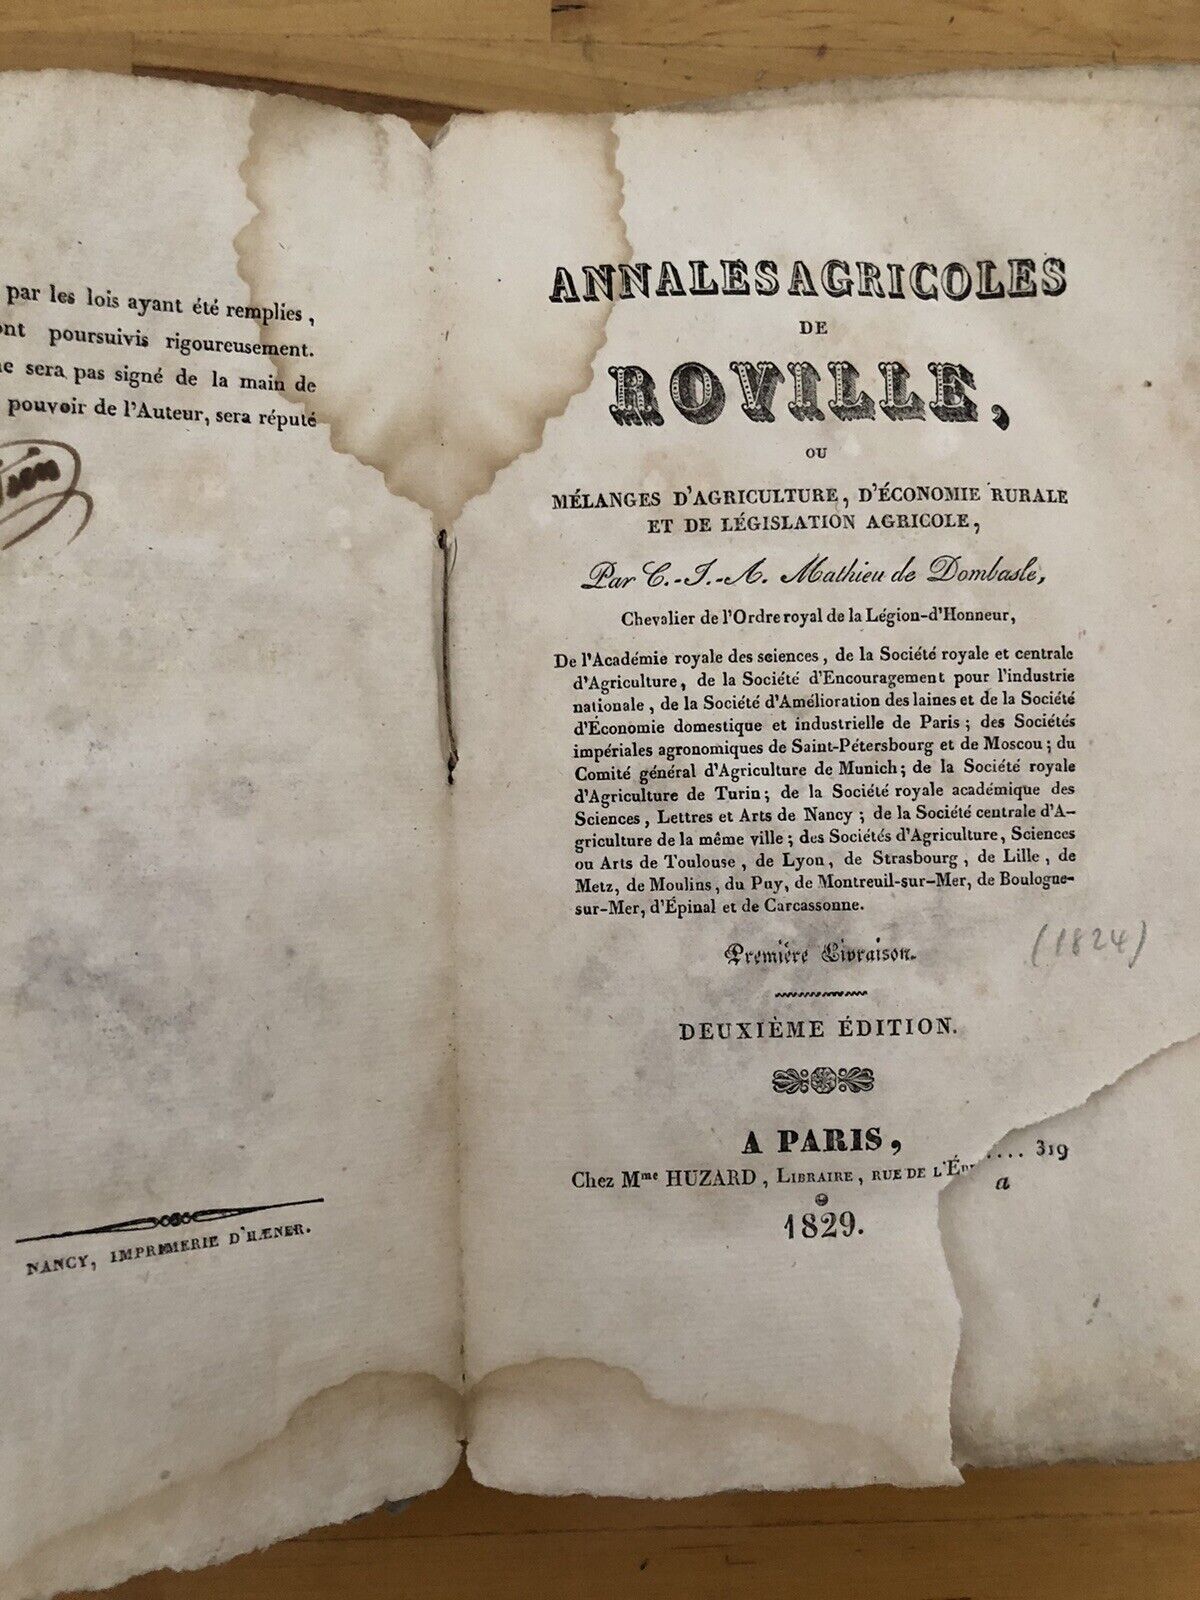 par les lois ayant été remplies,
poursuivis rigoureusement.
sera pas signé de la main de
pouvoir de l'Auteur, sera réputé
NANCY, IMPRIMERIE D'HÆNER.
ANNALES AGRICOLES
DE
ROVILLE,
OU
MÉLANGES D'AGRICULTURE, D'ÉCONOMIE RURALE
ET DE LÉGISLATION AGRICOLE,
Par C.-J.-A. Mathieu de Dombasle,
Chevalier de l'Ordre royal de la Légion-d'Honneur,
De l'Académie royale des sciences, de la Société royale et centrale
d'Agriculture, de la Société d'Encouragement pour l'industrie
nationale, de la Société d'Amélioration des laines et de la Société
d'Économie domestique et industrielle de Paris; des Sociétés
impériales agronomiques de Saint-Pétersbourg et de Moscou; du
Comité général d'Agriculture de Munich; de la Société royale
d'Agriculture de Turin; de la Société royale académique des
Sciences, Lettres et Arts de Nancy; de la Société centrale d'A-
griculture de la même ville; des Sociétés d'Agriculture, Sciences
ou Arts de Toulouse, de Lyon, de Strasbourg, de Lille, de
Metz, de Moulins, du Puy, de Montreuil-sur-Mer, de Boulogne-
sur-Mer, d'Épinal et de Carcassonne.
Première Livraison.
(1824)
DEUXIÈME ÉDITION.
A PARIS,
Chez Mme HUZARD, LIBRAIRE, RUE DE
.... 319
a
1829.